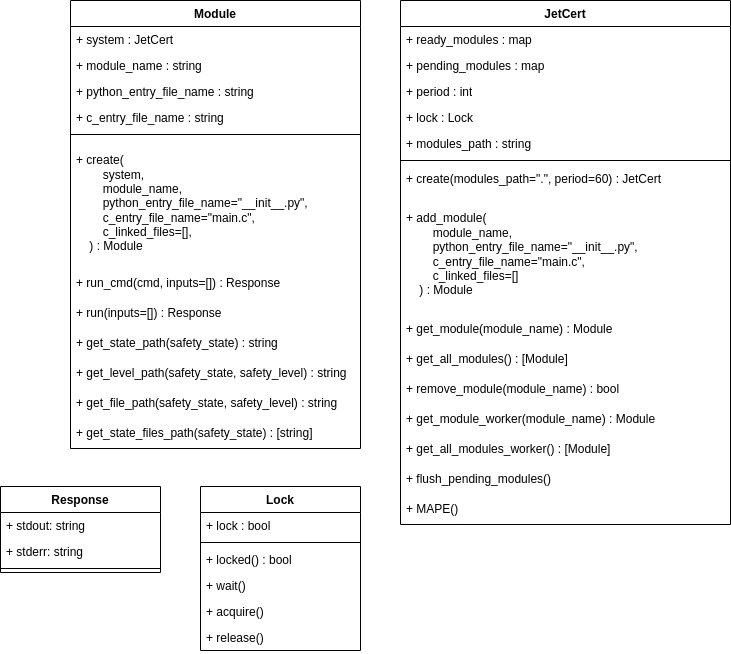 Module
+ system : JetCert
+ module_name : string
+ python_entry_file_name : string
+ c_entry_file_name : string
+ create(
system,
module_name,
python_entry_file_name="__init__.py",
c_entry_file_name="main.c",
c_linked_files=[],
) : Module
+ run_cmd(cmd, inputs=[]) : Response
+ run(inputs=[]) : Response
+ get_state_path(safety_state) : string
+ get_level_path(safety_state, safety_level) : string
+ get_file_path(safety_state, safety_level) : string
+ get_state_files_path(safety_state) : [string]
JetCert
+ ready_modules : map
+ pending_modules : map
+ period : int
+ lock : Lock
+ modules_path : string
+ create(modules_path=".", period=60) : JetCert
+ add_module(
module_name,
python_entry_file_name="__init__.py",
c_entry_file_name="main.c",
c_linked_files=[]
) : Module
+ get_module(module_name) : Module
+ get_all_modules() : [Module]
+ remove_module(module_name) : bool
+ get_module_worker(module_name) : Module
+ get_all_modules_worker() : [Module]
+ flush_pending_modules()
+ MAPE()
Response
+ stdout: string
+ stderr: string
Lock
+ lock : bool
+ locked() : bool
+ wait()
+ acquire()
+ release()